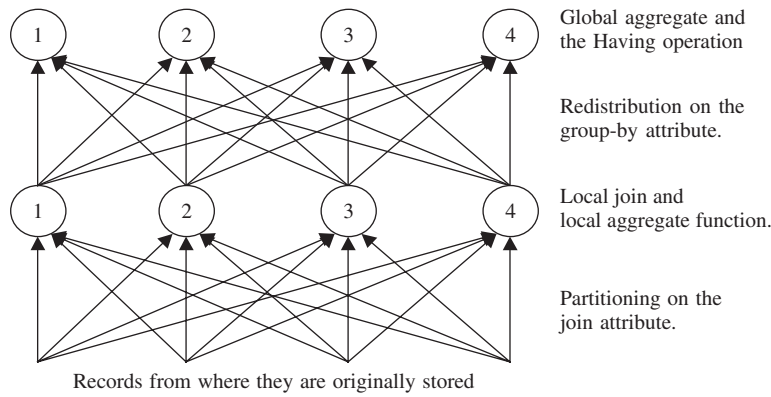 1 2 3 4
Global aggregate and
the Having operation
Redistribution on the
group-by attribute.
1 2 3 4
Local join and
local aggregate function.
Partitioning on the
join attribute.
Records from where they are originally stored